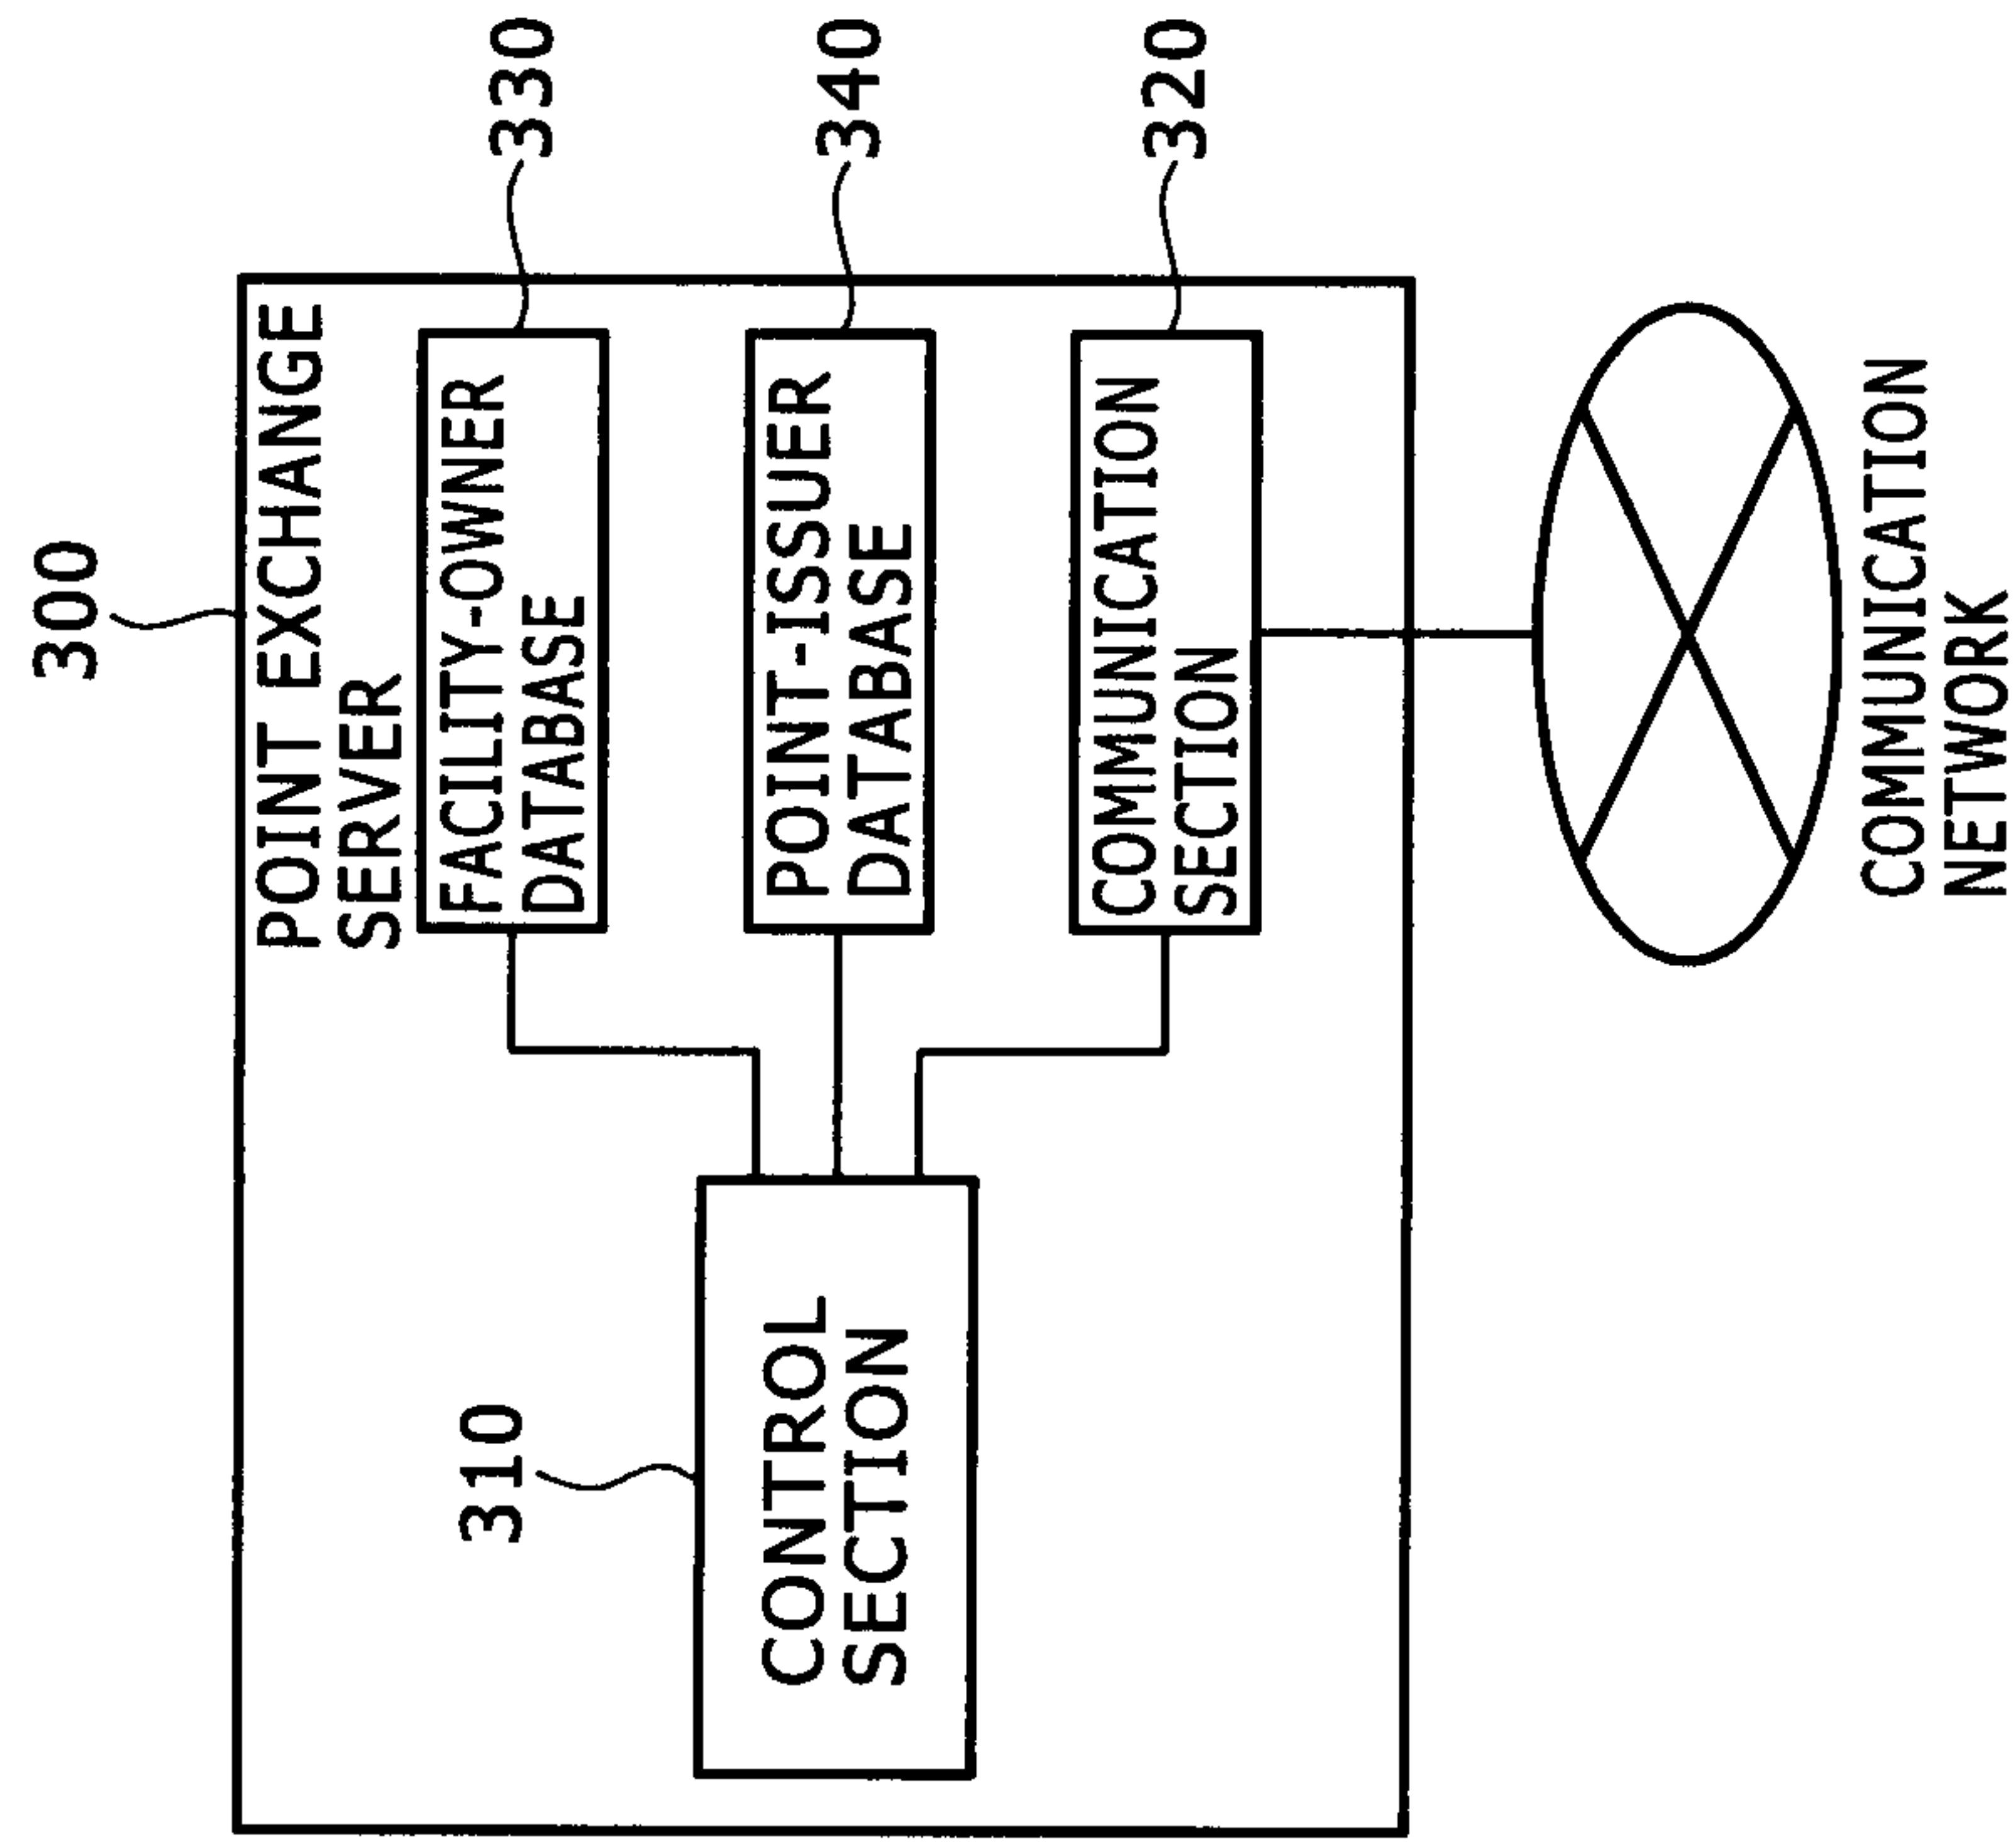 300
POINT EXCHANGE
SERVER
310
CONTROL
SECTION
FACILITY-OWNER
DATABASE
330
POINT-ISSUER
DATABASE
340
COMMUNICATION
SECTION
320
COMMUNICATION
NETWORK